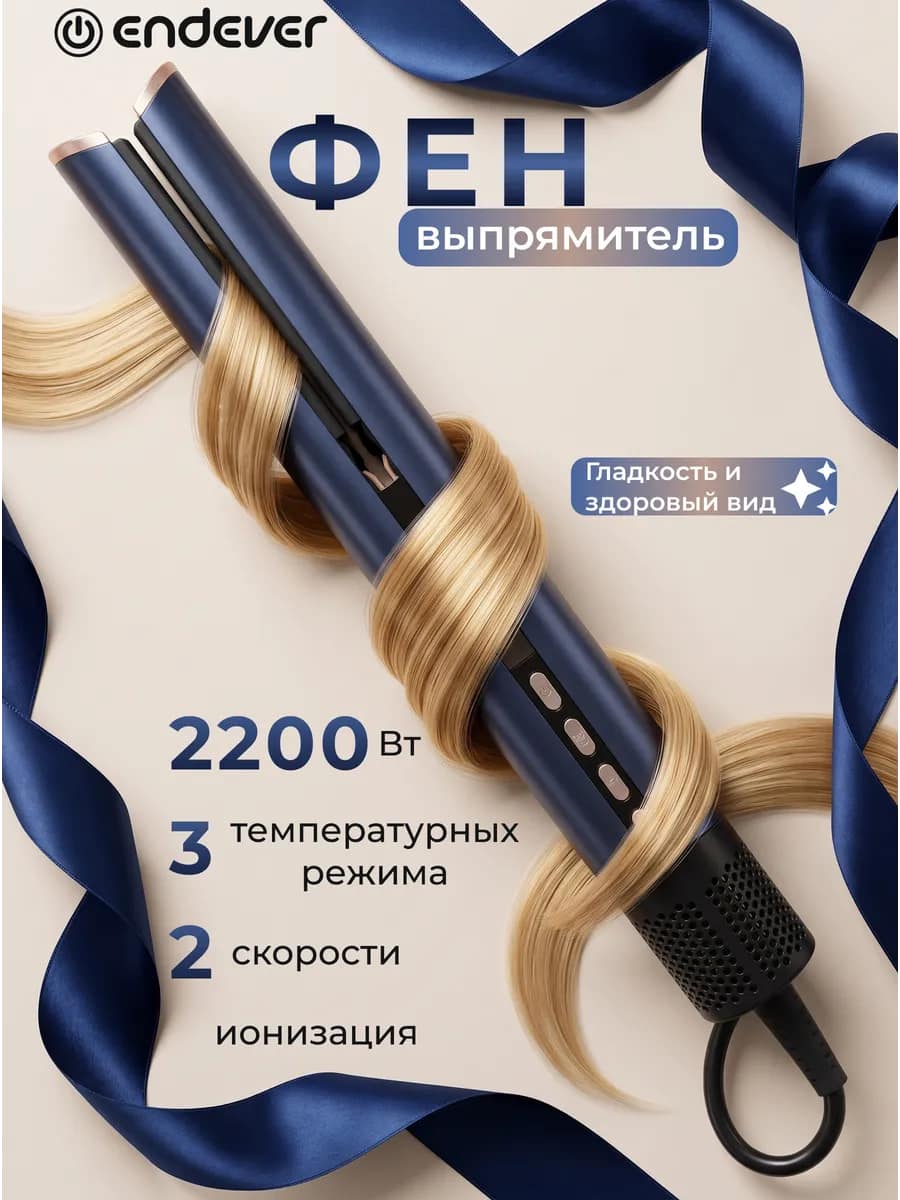 endever
ФЕН
выпрямитель
Гладкость и
здоровый вид
2200 Вт
3 температурных
режима
2 скорости
ионизация